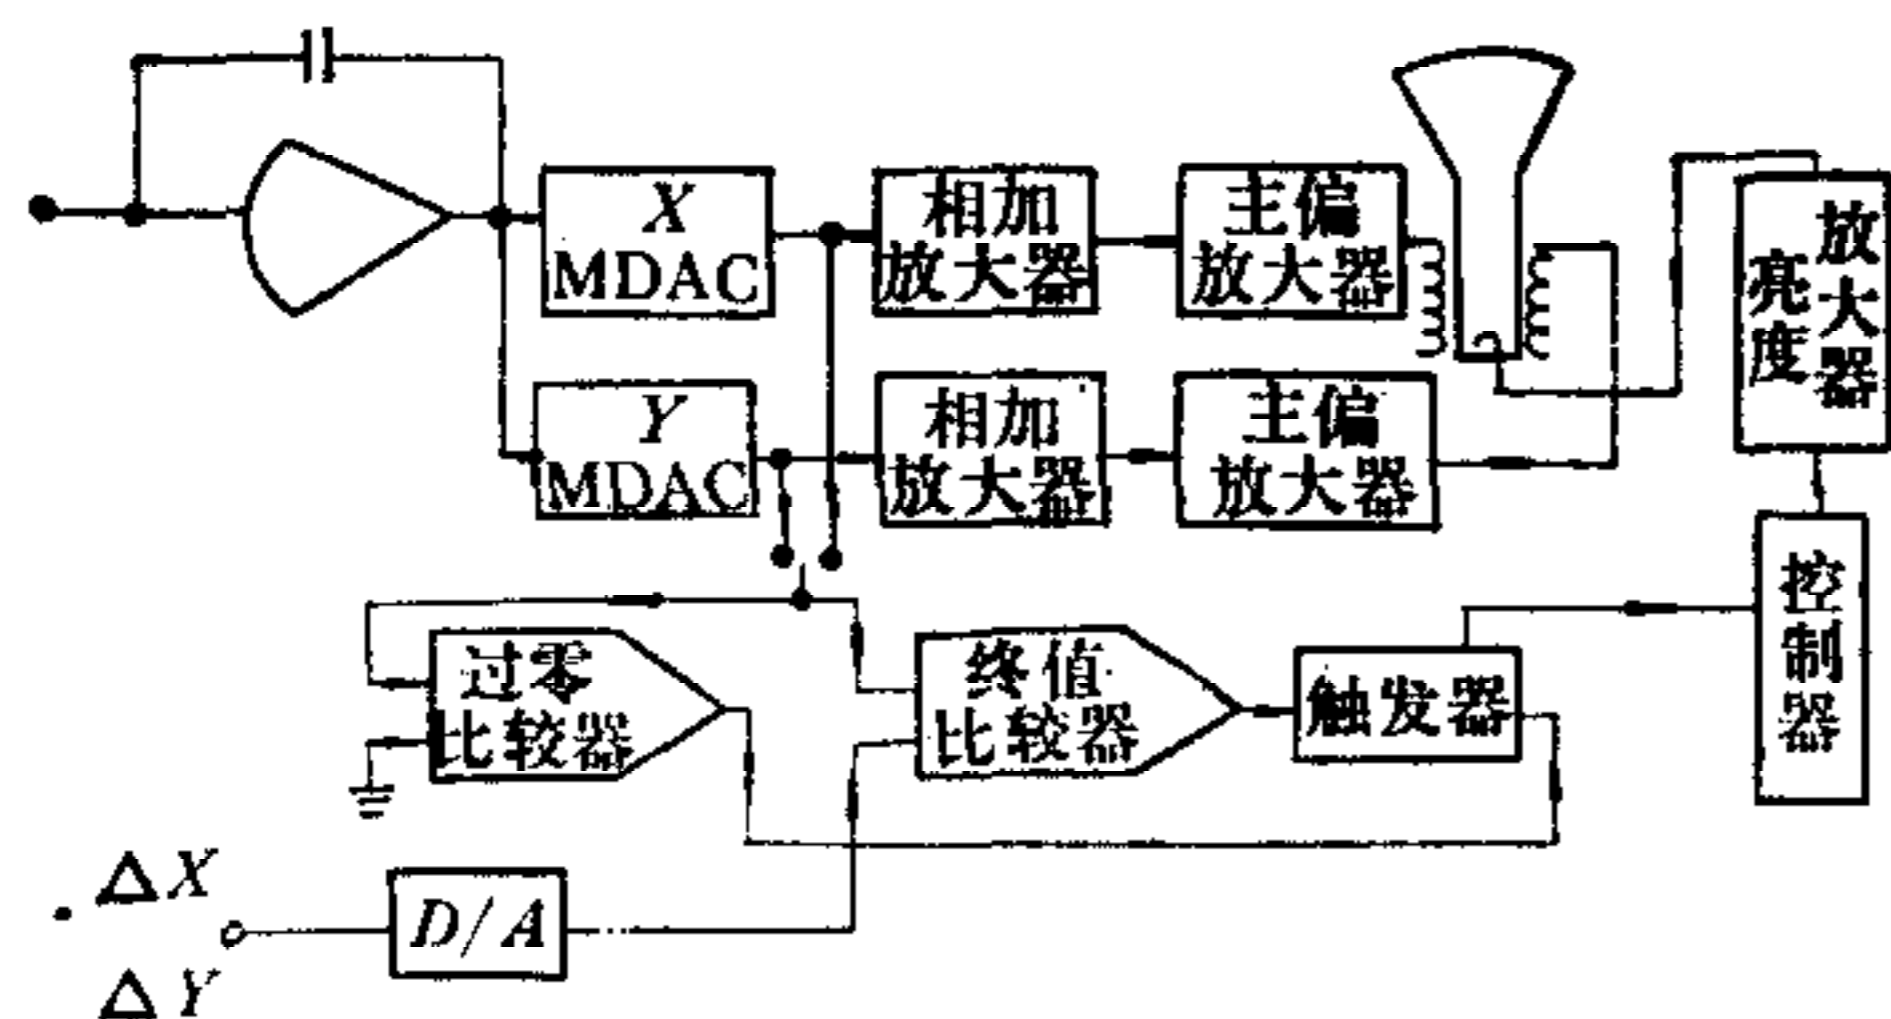 X
MDAC
相加
放大器
主偏
放大器
亮度
放大器
Y
MDAC
相加
放大器
主偏
放大器
控制器
过零
比较器
终值
比较器
触发器
△X
D/A
△Y